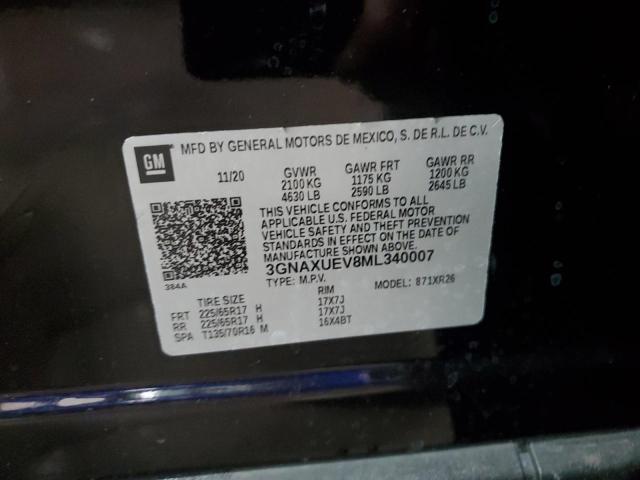 GM
MFD BY GENERAL MOTORS DE MEXICO, S. DE R.L. DE C.V.
11/20 GVWR GAWR FRT GAWR RR
2100 KG 1175 KG 1200 KG
4630 LB 2590 LB 2645 LB
THIS VEHICLE CONFORMS TO ALL
APPLICABLE U.S. FEDERAL MOTOR
VEHICLE SAFETY AND THEFT PREVENTION
STANDARDS IN EFFECT ON THE DATE OF
MANUFACTURE SHOWN ABOVE.
384A
3GNAXUEV8ML340007
TYPE: M.P.V. MODEL: 871XR26
TIRE SIZE RIM
FRT 225/65R17 H 17X7J
RR 225/65R17 H 17X7J
SPA T135/70R16 M 16X4BT